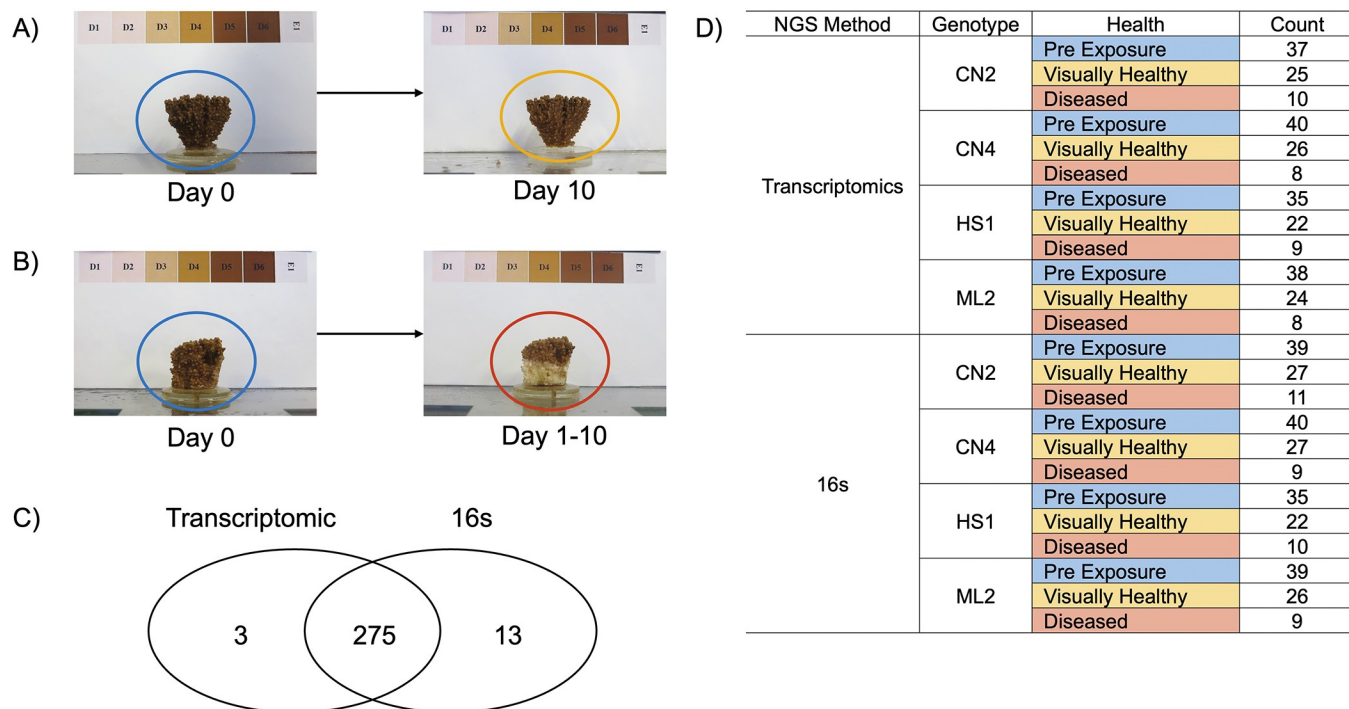 A)
D1 D2 D3 D4 D5 D6 E1
Day 0
D1 D2 D3 D4 D5 D6 E1
Day 10
B)
D1 D2 D3 D4 D5 D6 E1
Day 0
D1 D2 D3 D4 D5 D6 E1
Day 1-10
C)
Transcriptomic 16s
3 275 13
D)
NGS Method Genotype Health Count
Transcriptomics
CN2
Pre Exposure 37
Visually Healthy 25
Diseased 10
CN4
Pre Exposure 40
Visually Healthy 26
Diseased 8
HS1
Pre Exposure 35
Visually Healthy 22
Diseased 9
ML2
Pre Exposure 38
Visually Healthy 24
Diseased 8
16s
CN2
Pre Exposure 39
Visually Healthy 27
Diseased 11
CN4
Pre Exposure 40
Visually Healthy 27
Diseased 9
HS1
Pre Exposure 35
Visually Healthy 22
Diseased 10
ML2
Pre Exposure 39
Visually Healthy 26
Diseased 9